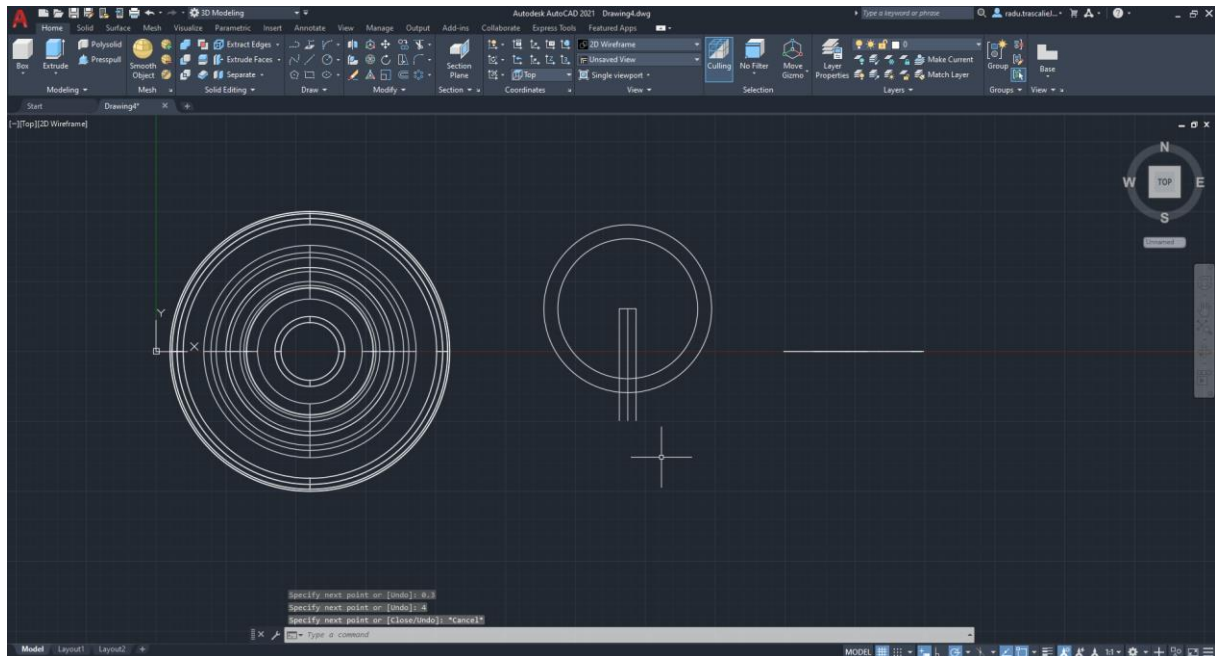 A 3D Modeling Autodesk AutoCAD 2021 Drawing4.dwg Type a keyword or phrase radu.trascaliel...
Home Solid Surface Mesh Visualize Parametric Insert Annotate View Manage Output Add-ins Collaborate Express Tools Featured Apps
Polysolid Extract Edges 2D Wireframe
Box Extrude Presspull Smooth Object Extrude Faces Section Plane Unsaved View Culling No Filter Move Gizmo Layer Properties Make Current Group Base
Separate Top Single viewport Match Layer
0
Modeling Mesh Solid Editing Draw Modify Section Coordinates View Selection Layers Groups View
Start Drawing4* +
[-][Top][2D Wireframe]
N
W TOP E
S
Unnamed
Y
X
Specify next point or [Undo]: 0.3
Specify next point or [Undo]: 4
Specify next point or [Close/Undo]: *Cancel*
Type a command
Model Layout1 Layout2 + MODEL 1:1